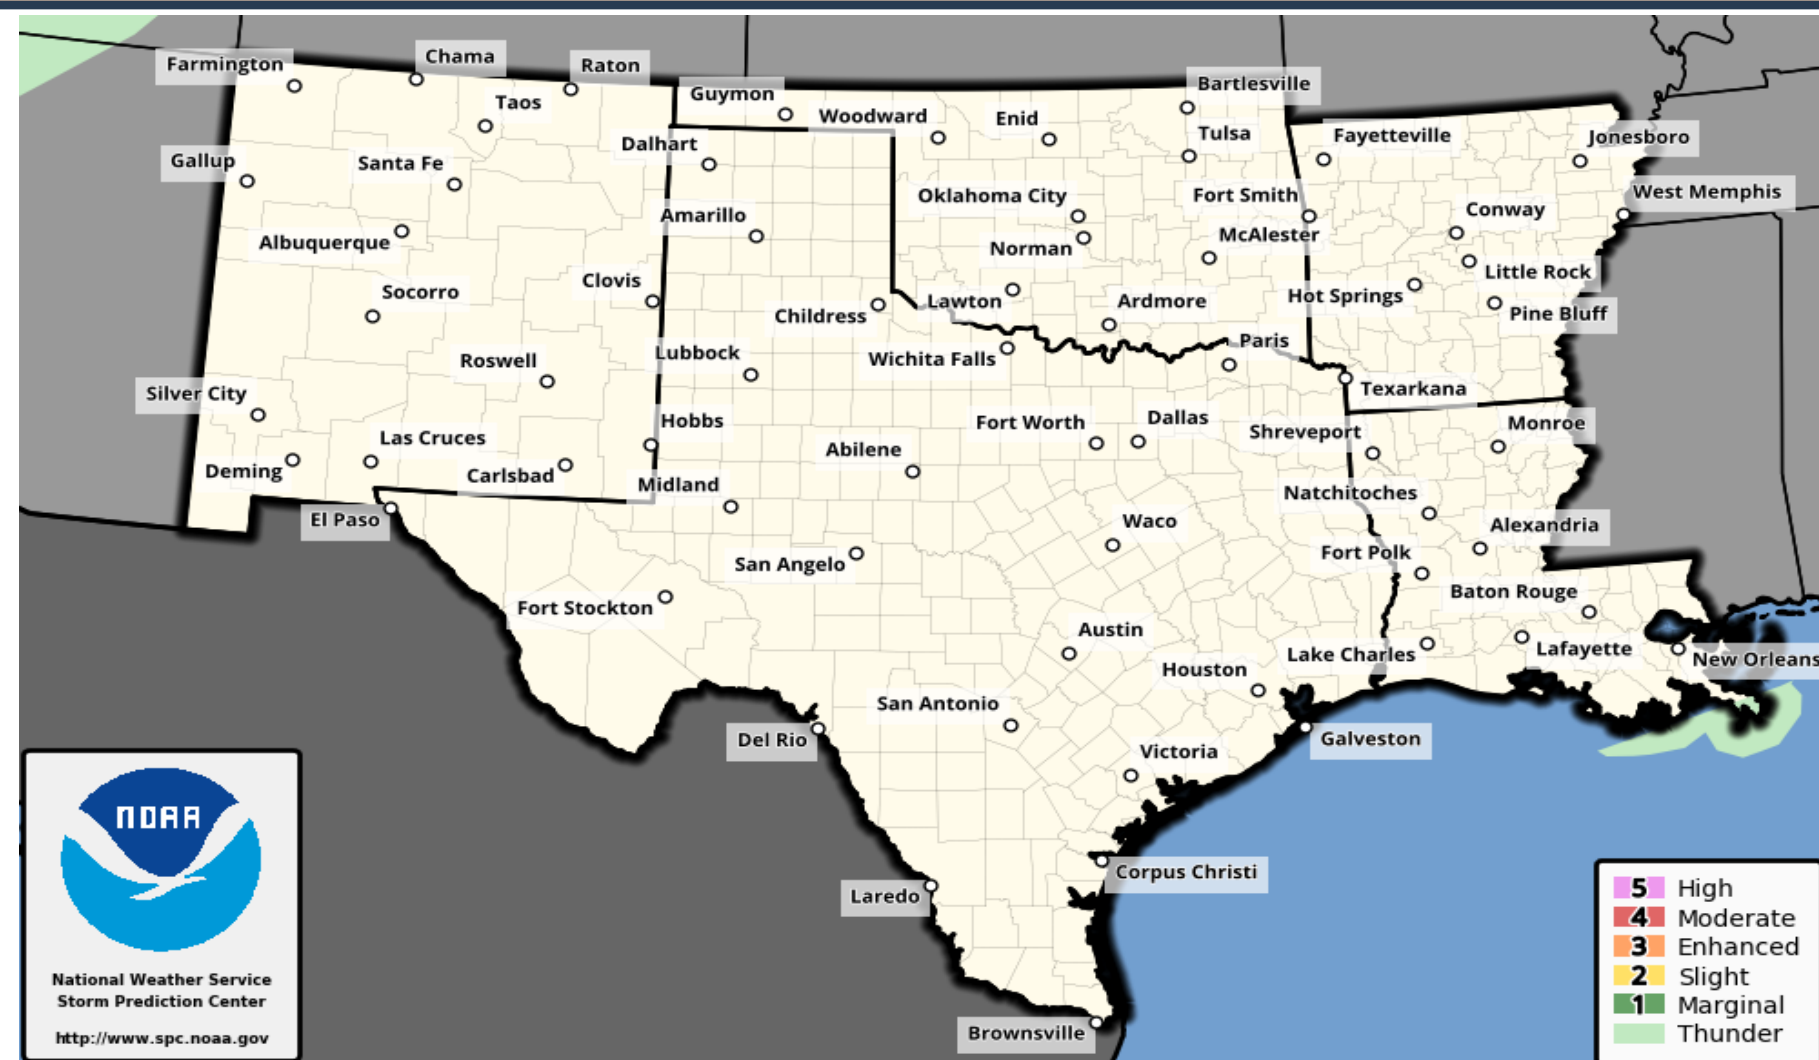 Farmington
Chama
Raton
Taos
Guymon
Woodward
Enid
Bartlesville
Tulsa
Fayetteville
Jonesboro
Gallup
Santa Fe
Dalhart
Oklahoma City
Fort Smith
Conway
West Memphis
Albuquerque
Amarillo
Norman
McAlester
Little Rock
Socorro
Clovis
Childress
Lawton
Ardmore
Hot Springs
Pine Bluff
Roswell
Lubbock
Wichita Falls
Paris
Texarkana
Silver City
Las Cruces
Hobbs
Abilene
Fort Worth
Dallas
Shreveport
Monroe
Deming
Carlsbad
Midland
Natchitoches
El Paso
San Angelo
Waco
Fort Polk
Alexandria
Fort Stockton
Austin
Baton Rouge
Houston
Lake Charles
Lafayette
New Orleans
San Antonio
Del Rio
Victoria
Galveston
Laredo
Corpus Christi
Brownsville
NOAA
National Weather Service
Storm Prediction Center
http://www.spc.noaa.gov
5 High
4 Moderate
3 Enhanced
2 Slight
1 Marginal
Thunder